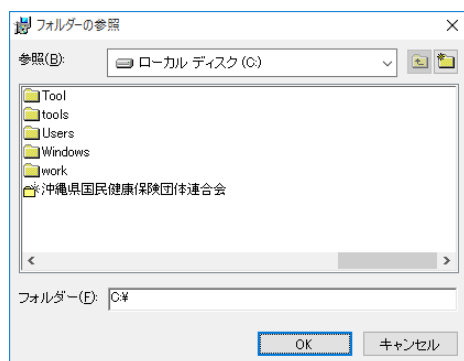 フォルダーの参照
参照(B):
ローカル ディスク (C:)
Tool
tools
Users
Windows
work
沖縄県国民健康保険団体連合会
フォルダー(F):
C:¥
OK
キャンセル